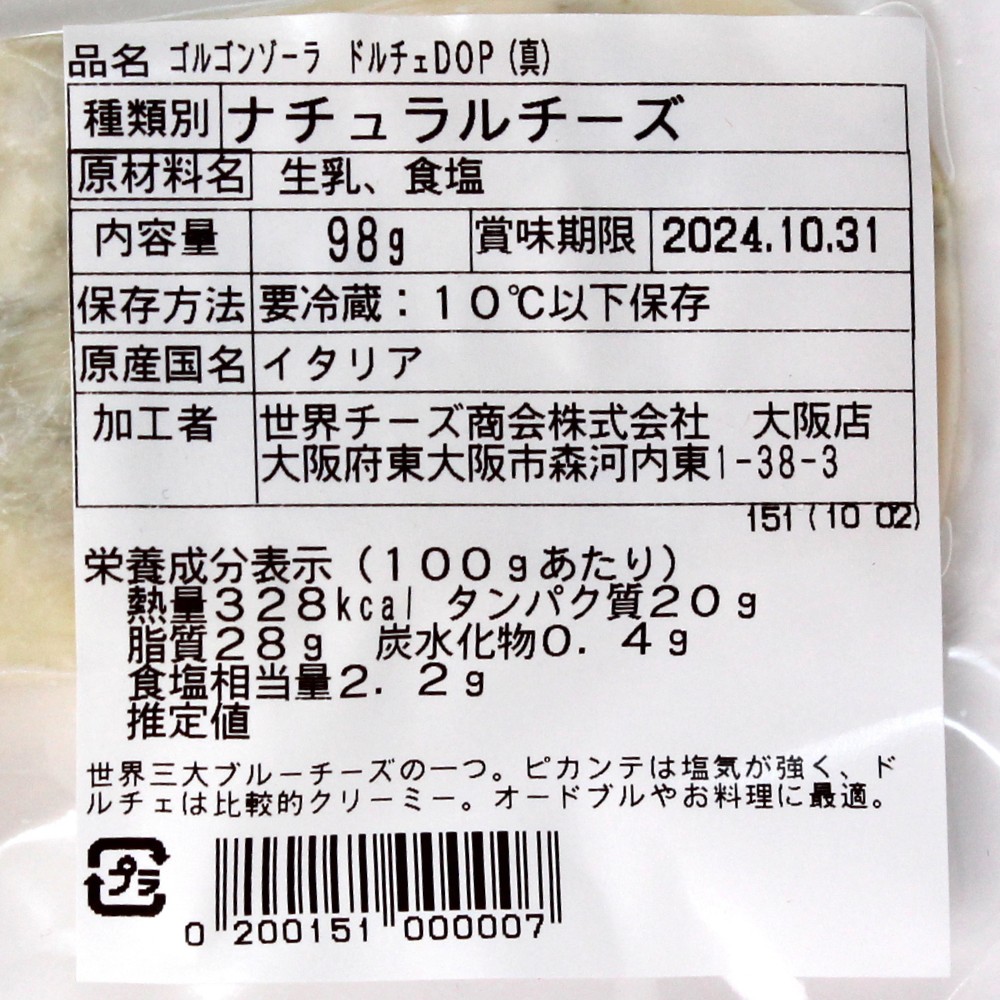 品名 ゴルゴンゾーラ ドルチェDOP(真)
種類別 ナチュラルチーズ
原材料名 生乳、食塩
内容量 98g 賞味期限 2024.10.31
保存方法 要冷蔵：１０℃以下保存
原産国名 イタリア
加工者 世界チーズ商会株式会社 大阪店
大阪府東大阪市森河内東1-38-3
151(10 02)
栄養成分表示（１００ｇあたり）
熱量３２８kcal タンパク質２０ｇ
脂質２８ｇ 炭水化物０．４ｇ
食塩相当量２．２ｇ
推定値
世界三大ブルーチーズの一つ。ピカンテは塩気が強く、ド
ルチェは比較的クリーミー。オードブルやお料理に最適。
プラ
0 200151 000007